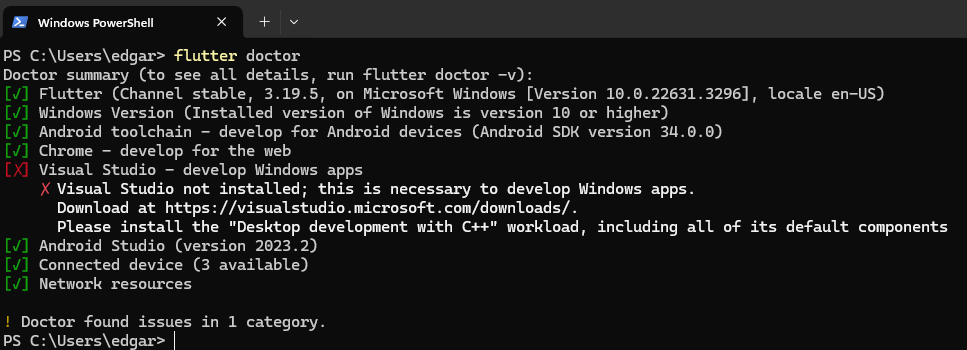 Windows PowerShell
PS C:\Users\edgar> flutter doctor
Doctor summary (to see all details, run flutter doctor -v):
[√] Flutter (Channel stable, 3.19.5, on Microsoft Windows [Version 10.0.22631.3296], locale en-US)
[√] Windows Version (Installed version of Windows is version 10 or higher)
[√] Android toolchain - develop for Android devices (Android SDK version 34.0.0)
[√] Chrome - develop for the web
[X] Visual Studio - develop Windows apps
X Visual Studio not installed; this is necessary to develop Windows apps.
Download at https://visualstudio.microsoft.com/downloads/.
Please install the "Desktop development with C++" workload, including all of its default components
[√] Android Studio (version 2023.2)
[√] Connected device (3 available)
[√] Network resources
! Doctor found issues in 1 category.
PS C:\Users\edgar>